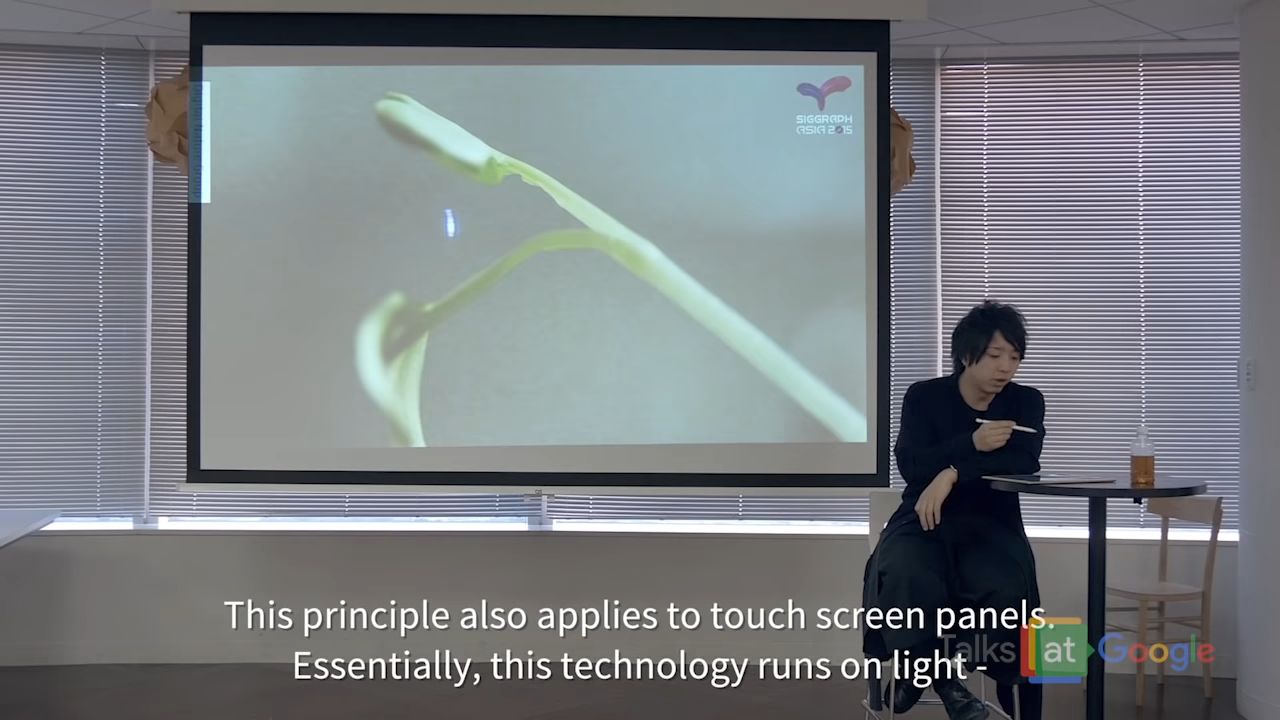 SIGGRAPH
ASIA 2015
This principle also applies to touch screen panels.
Essentially, this technology runs on light -
Talks at Google